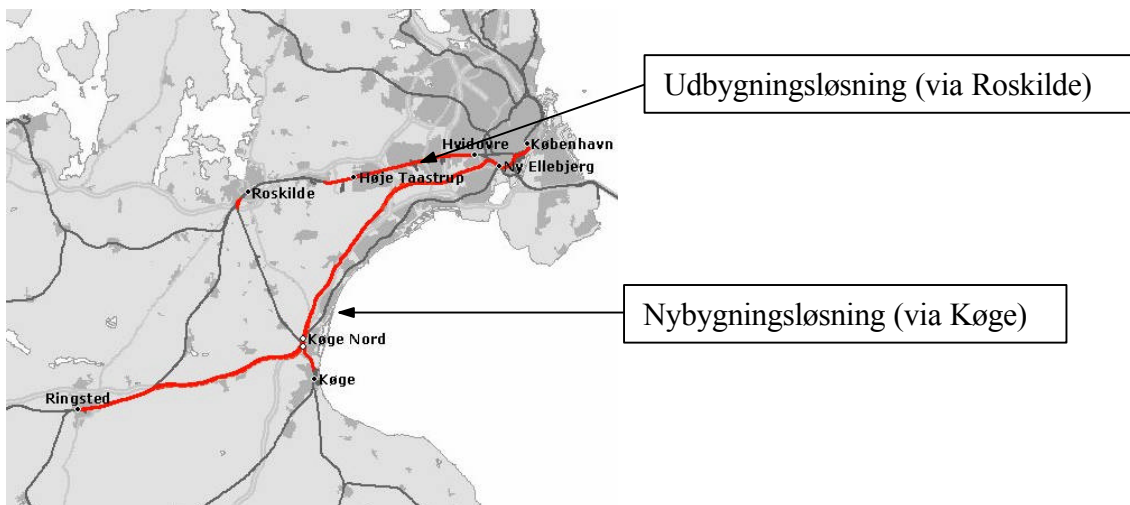 Udbygningsløsning (via Roskilde)
Hvidovre
København
Ny Ellebjerg
Høje Taastrup
Roskilde
Nybygningsløsning (via Køge)
Køge Nord
Køge
Ringsted